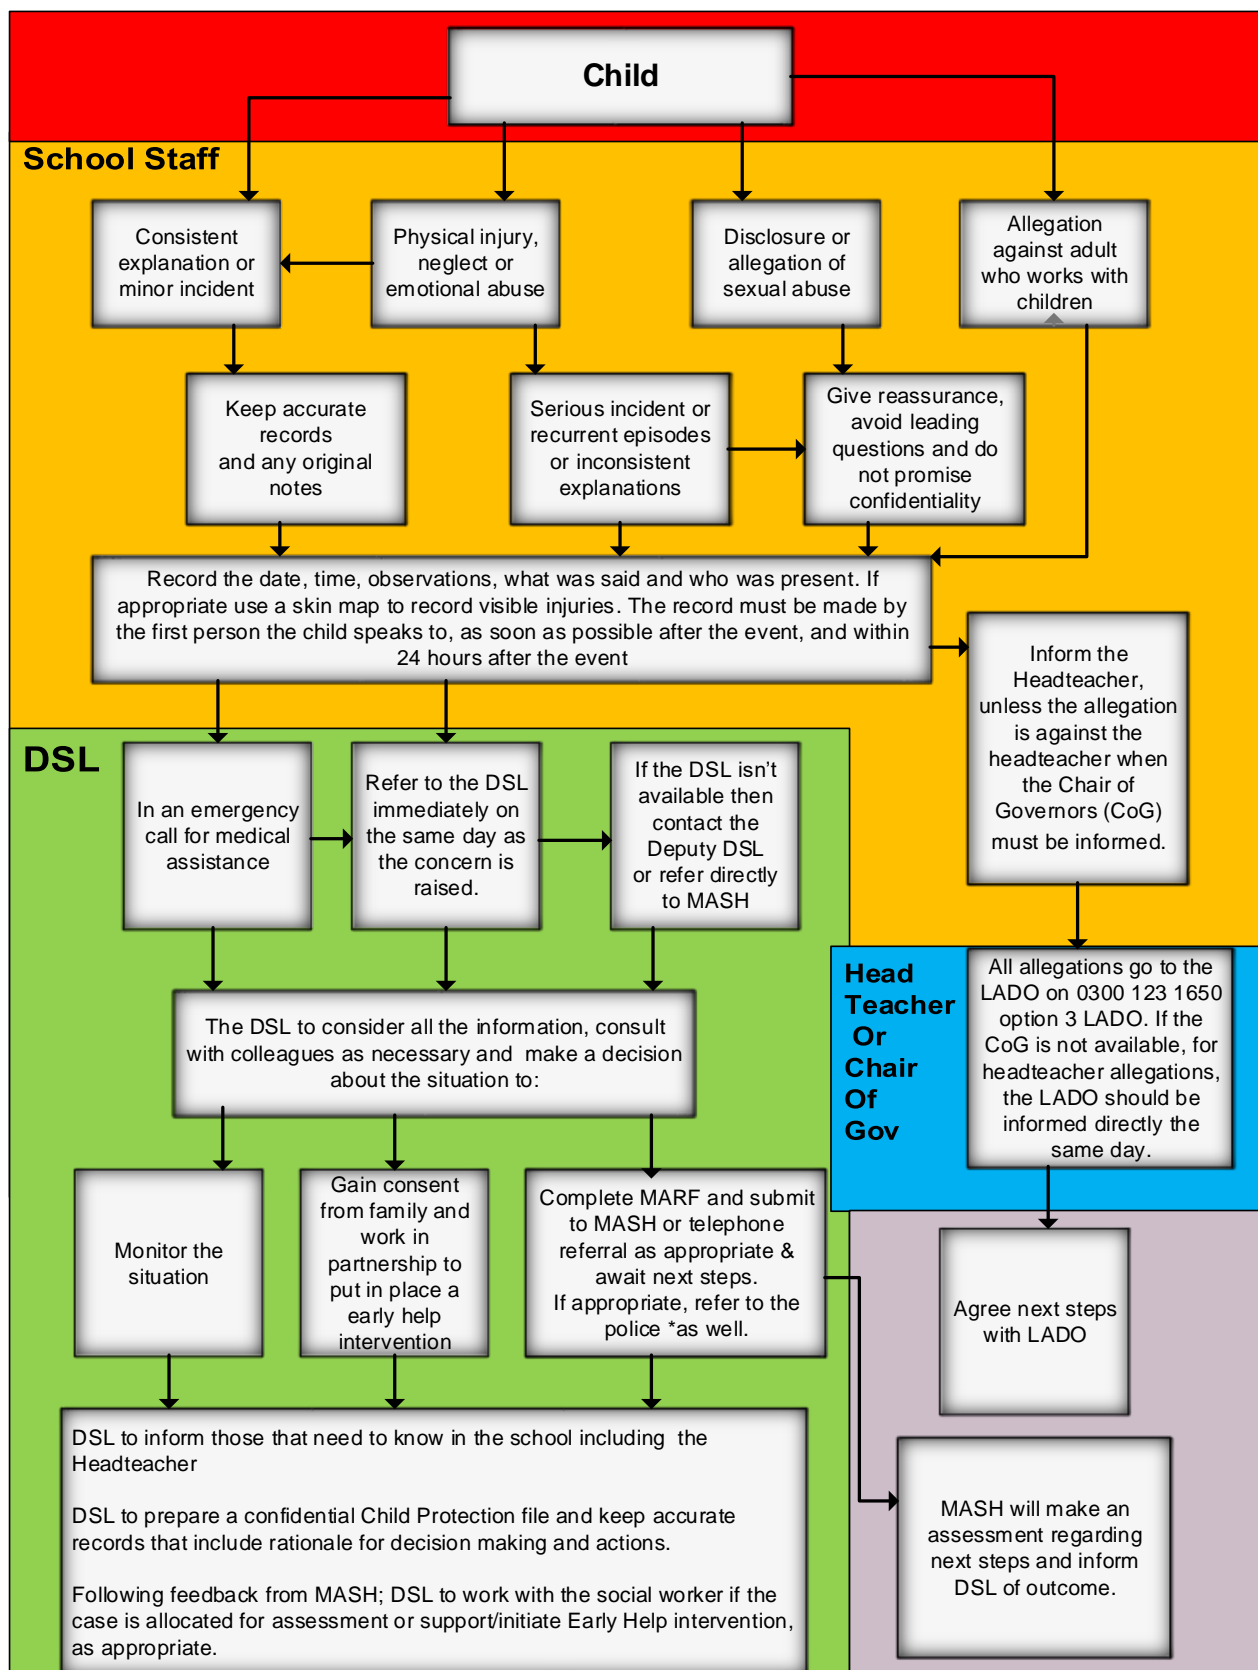 Child
School Staff
Consistent
explanation or
minor incident
Physical injury,
neglect or
emotional abuse
Disclosure or
allegation of
sexual abuse
Allegation
against adult
who works with
children
Keep accurate
records
and any original
notes
Serious incident or
recurrent episodes
or inconsistent
explanations
Give reassurance,
avoid leading
questions and do
not promise
confidentiality
Record the date, time, observations, what was said and who was present. If
appropriate use a skin map to record visible injuries. The record must be made by
the first person the child speaks to, as soon as possible after the event, and within
24 hours after the event
Inform the
Headteacher,
unless the allegation
is against the
headteacher when
the Chair of
Governors (CoG)
must be informed.
DSL
In an emergency
call for medical
assistance
Refer to the DSL
immediately on
the same day as
the concern is
raised.
If the DSL isn't
available then
contact the
Deputy DSL
or refer directly
to MASH
Head
Teacher
Or
Chair
Of
Gov
All allegations go to the
LADO on 0300 123 1650
option 3 LADO. If the
CoG is not available, for
headteacher allegations,
the LADO should be
informed directly the
same day.
The DSL to consider all the information, consult
with colleagues as necessary and make a decision
about the situation to:
Monitor the
situation
Gain consent
from family and
work in
partnership to
put in place a
early help
intervention
Complete MARF and submit
to MASH or telephone
referral as appropriate &
await next steps.
If appropriate, refer to the
police *as well.
Agree next steps
with LADO
DSL to inform those that need to know in the school including the
Headteacher
DSL to prepare a confidential Child Protection file and keep accurate
records that include rationale for decision making and actions.
Following feedback from MASH; DSL to work with the social worker if the
case is allocated for assessment or support/initiate Early Help intervention,
as appropriate.
MASH will make an
assessment regarding
next steps and inform
DSL of outcome.